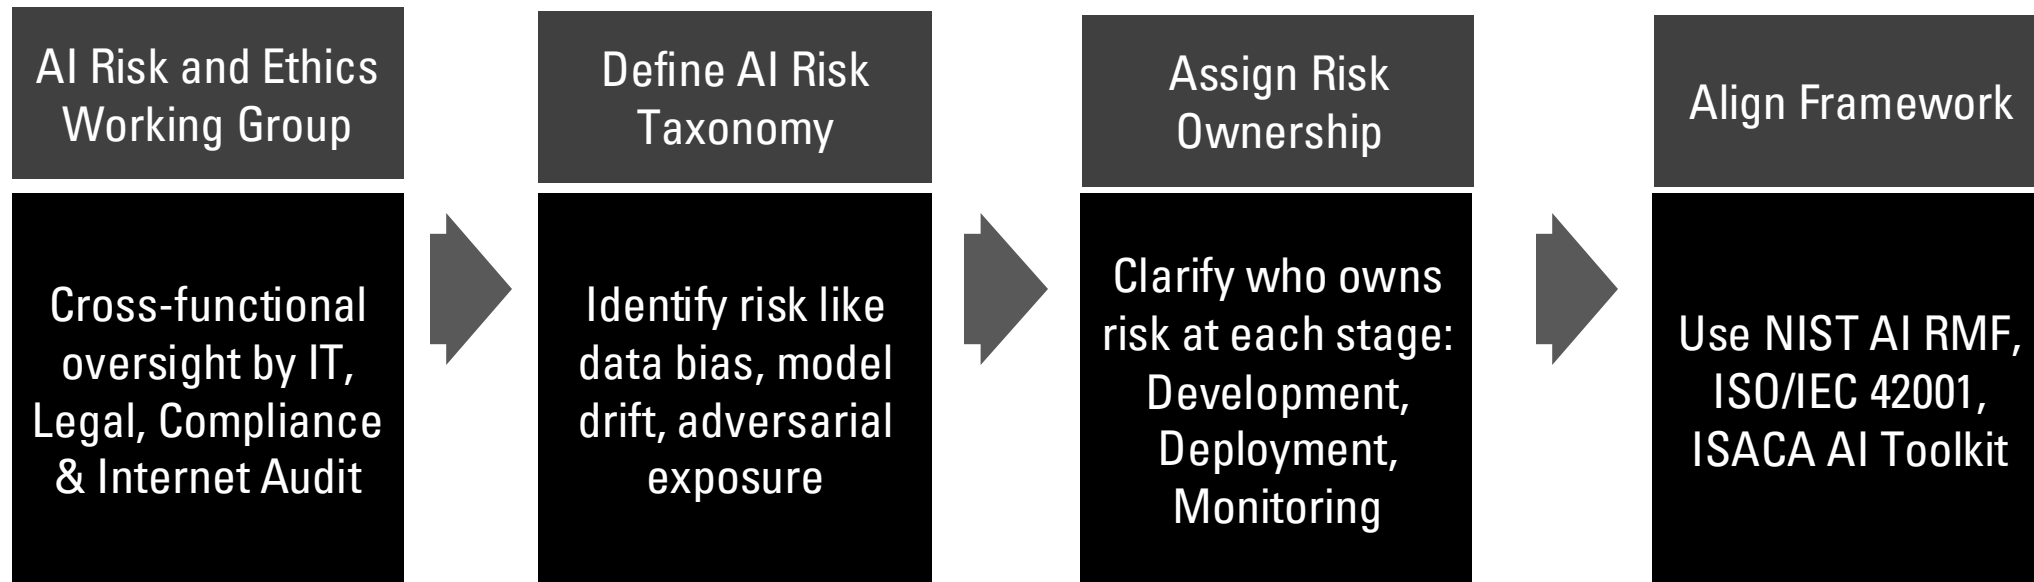 AI Risk and Ethics
Working Group
Cross-functional
oversight by IT,
Legal, Compliance
& Internet Audit
Define AI Risk
Taxonomy
Identify risk like
data bias, model
drift, adversarial
exposure
Assign Risk
Ownership
Clarify who owns
risk at each stage:
Development,
Deployment,
Monitoring
Align Framework
Use NIST AI RMF,
ISO/IEC 42001,
ISACA AI Toolkit